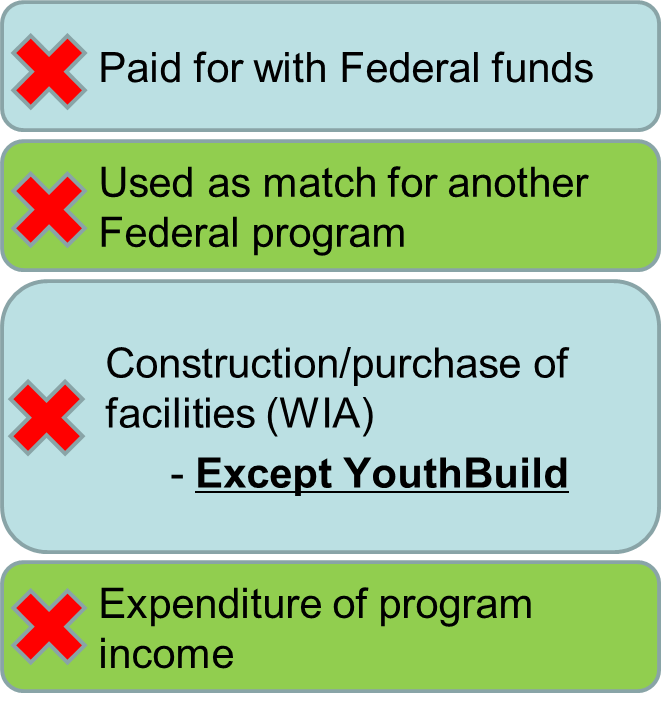 Paid for with Federal funds
Used as match for another
Federal program
Construction/purchase of
facilities (WIA)
- Except YouthBuild
Expenditure of program
income